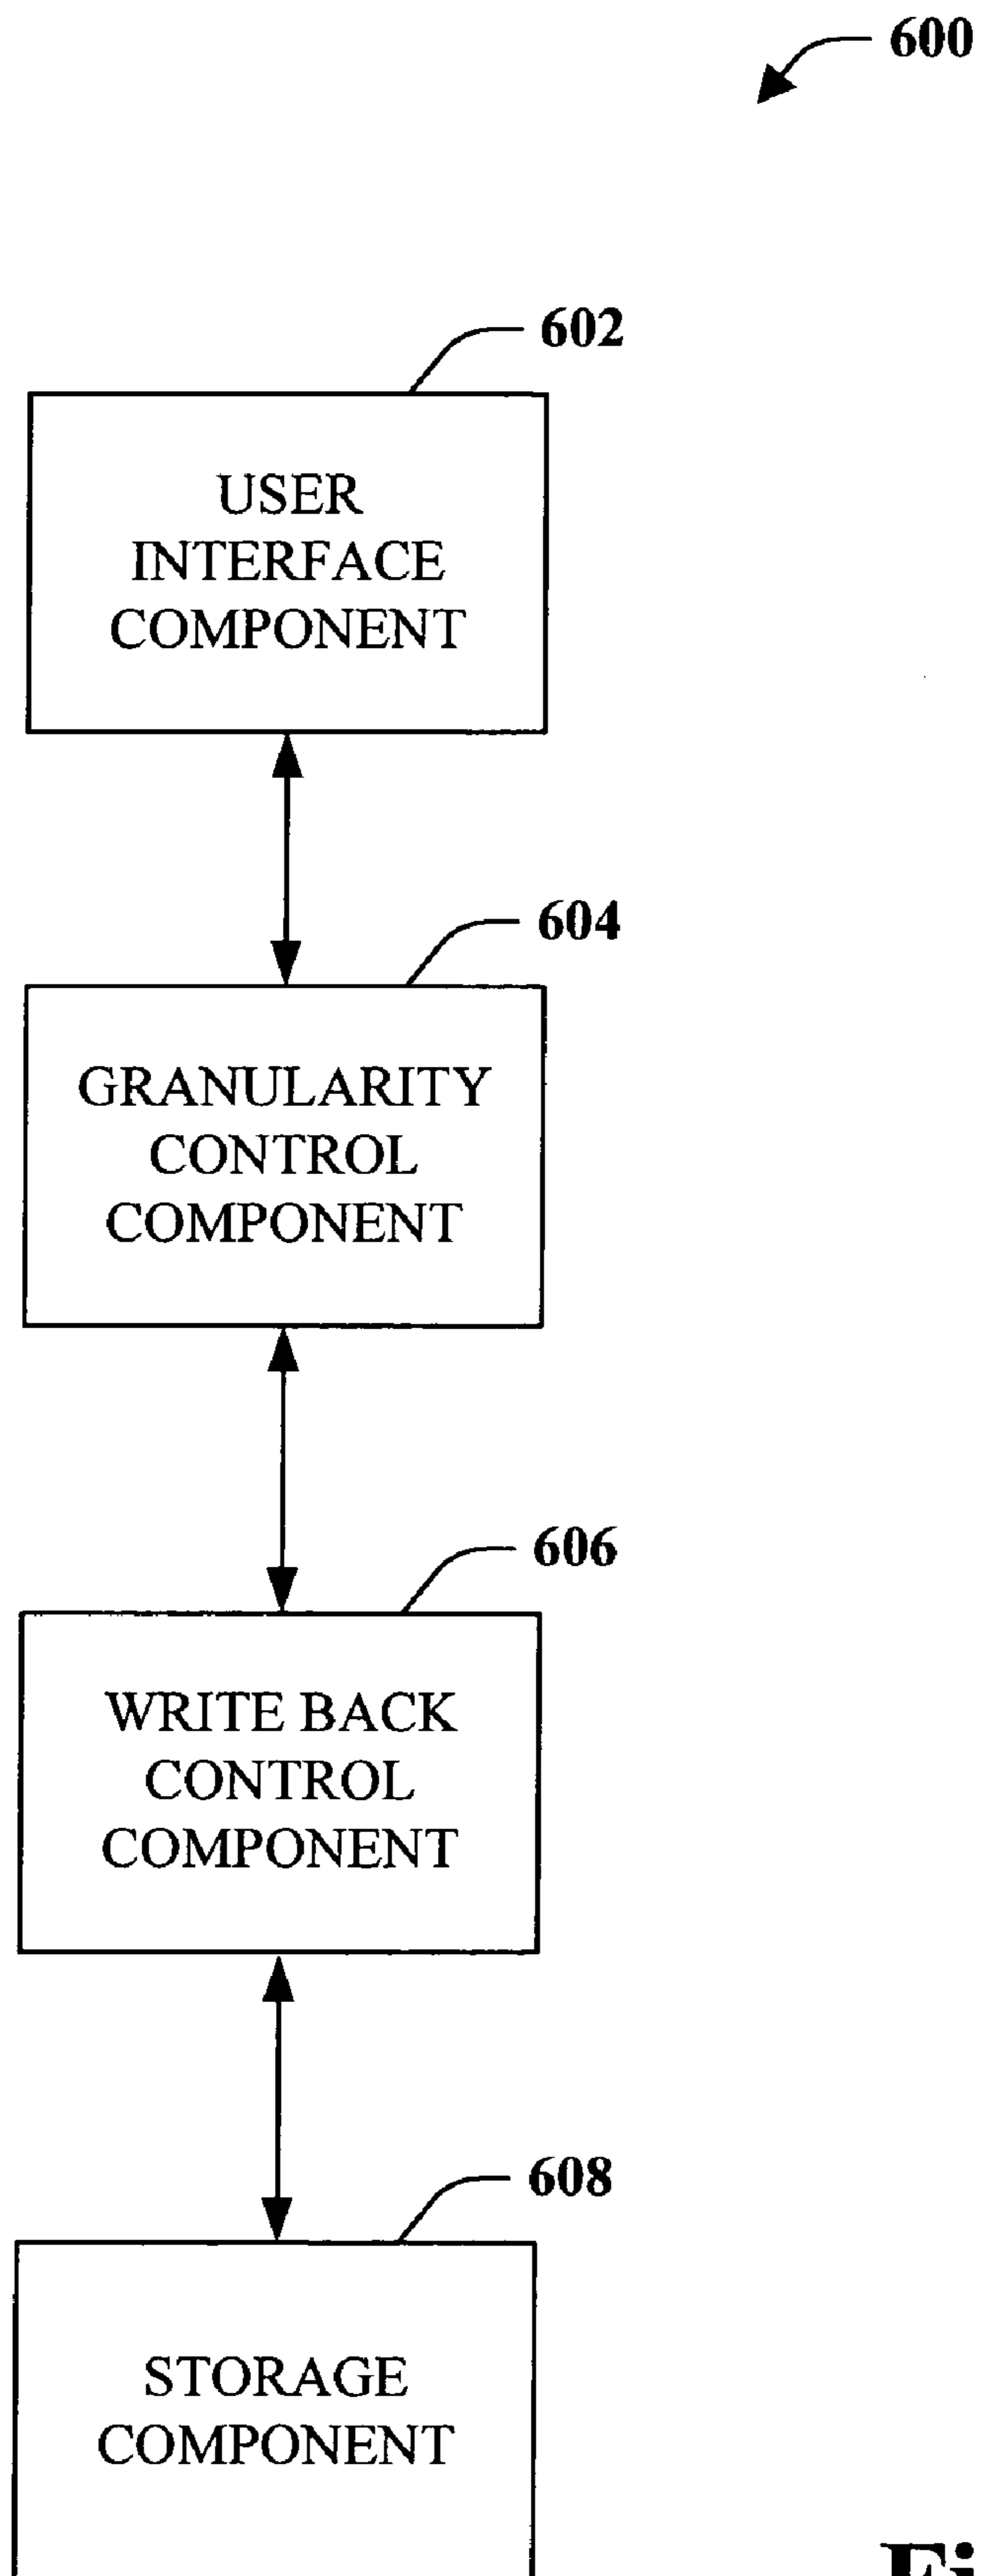 600
602
USER
INTERFACE
COMPONENT
604
GRANULARITY
CONTROL
COMPONENT
606
WRITE BACK
CONTROL
COMPONENT
608
STORAGE
COMPONENT